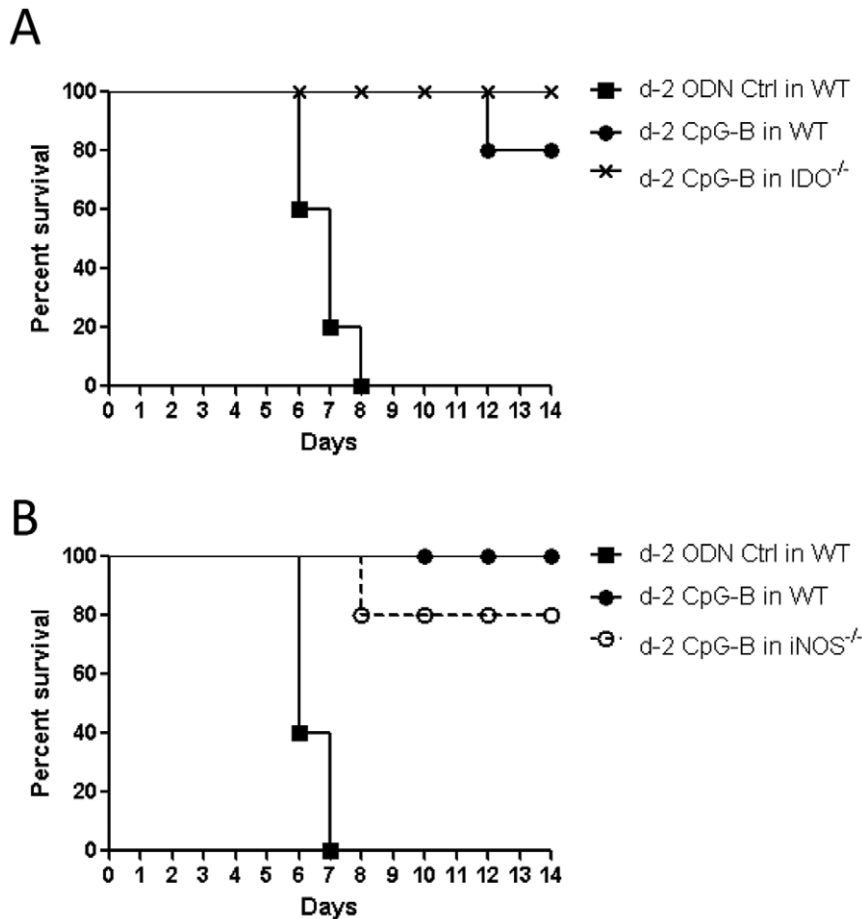 A
100
80
60
40
20
0
Percent survival
0 1 2 3 4 5 6 7 8 9 10 11 12 13 14
Days
d-2 ODN Ctrl in WT
d-2 CpG-B in WT
d-2 CpG-B in IDO-/-
B
100
80
60
40
20
0
Percent survival
0 1 2 3 4 5 6 7 8 9 10 11 12 13 14
Days
d-2 ODN Ctrl in WT
d-2 CpG-B in WT
d-2 CpG-B in iNOS-/-